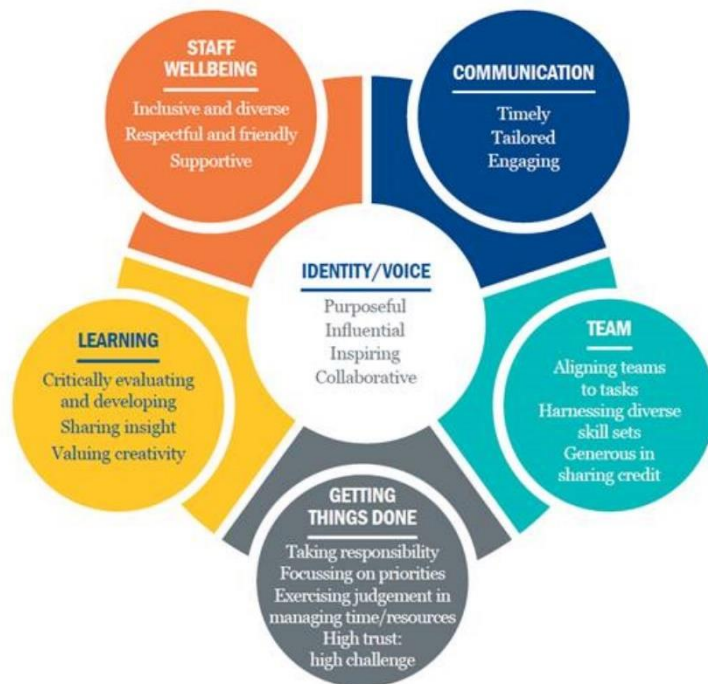 STAFF
WELLBEING
Inclusive and diverse
Respectful and friendly
Supportive
COMMUNICATION
Timely
Tailored
Engaging
IDENTITY/VOICE
Purposeful
Influential
Inspiring
Collaborative
LEARNING
Critically evaluating
and developing
Sharing insight
Valuing creativity
TEAM
Aligning teams
to tasks
Harnessing diverse
skill sets
Generous in
sharing credit
GETTING
THINGS DONE
Taking responsibility
Focussing on priorities
Exercising judgement in
managing time/resources
High trust:
high challenge